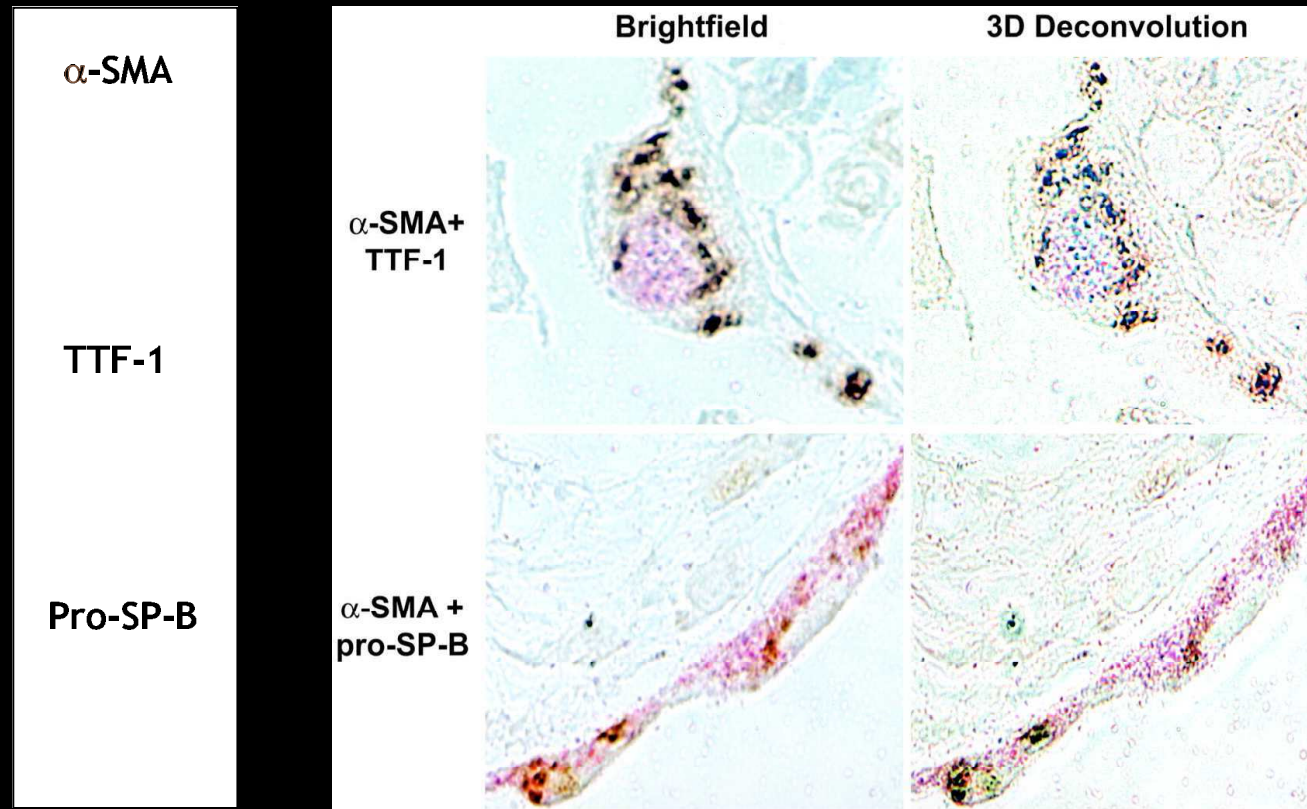 α-SMA
TTF-1
Pro-SP-B
Brightfield
3D Deconvolution
α-SMA+
TTF-1
α-SMA +
pro-SP-B